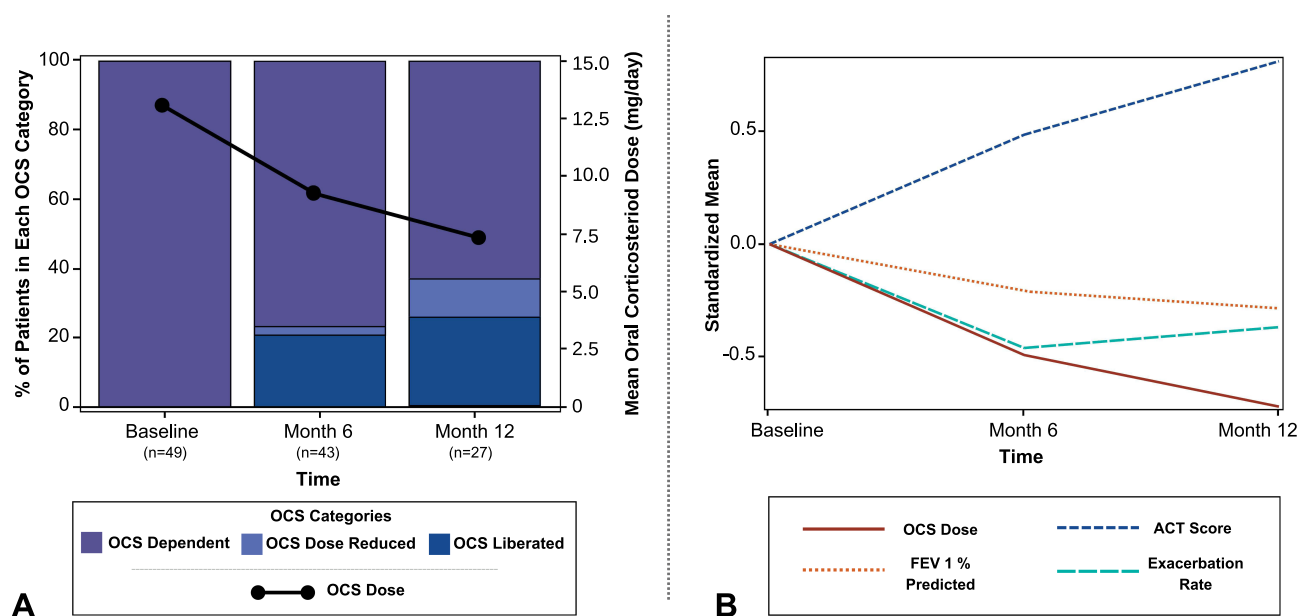 % of Patients in Each OCS Category
100
80
60
40
20
0
15.0
12.5
10.0
7.5
5.0
2.5
0
Mean Oral Corticosteriod Dose (mg/day)
Baseline Month 6 Month 12
(n=49) (n=43) (n=27)
Time
OCS Categories
OCS Dependent OCS Dose Reduced OCS Liberated
OCS Dose
A
Standardized Mean
0.5
0.0
-0.5
Baseline Month 6 Month 12
Time
OCS Dose ACT Score
FEV 1 % Predicted
Exacerbation Rate
B